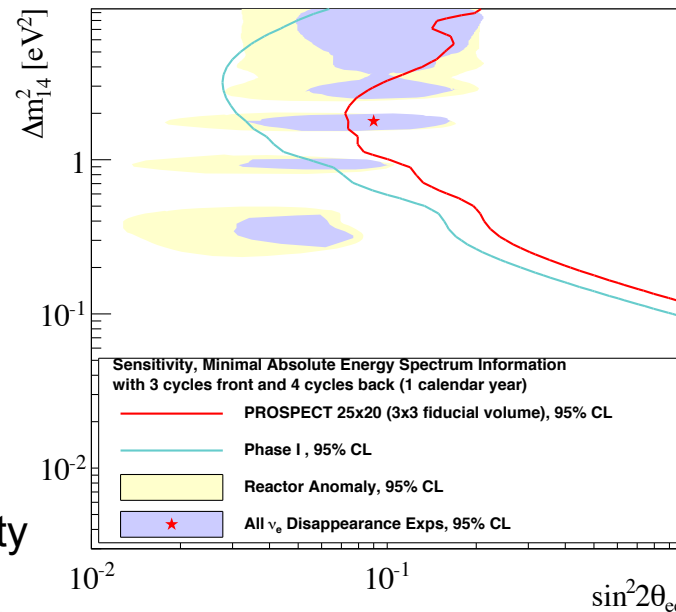 Δm²₁₄ [eV²]
1
10⁻¹
10⁻²
Sensitivity, Minimal Absolute Energy Spectrum Information
with 3 cycles front and 4 cycles back (1 calendar year)
PROSPECT 25x20 (3x3 fiducial volume), 95% CL
Phase I , 95% CL
Reactor Anomaly, 95% CL
All νₑ Disappearance Exps, 95% CL
ty
10⁻² 10⁻¹
sin²2θₑ